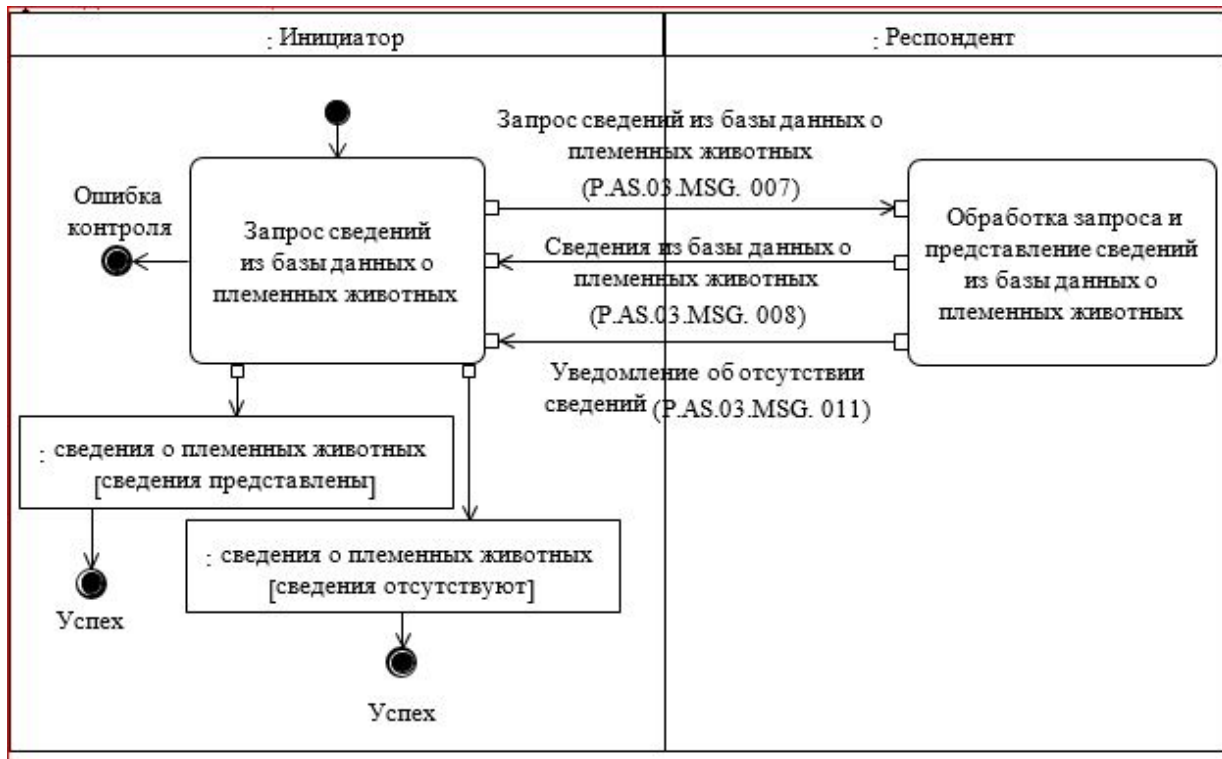 : Инициатор
: Респондент
Запрос сведений из базы данных о
племенных животных
(P.AS.03.MSG. 007)
Ошибка
контроля
Запрос сведений
из базы данных о
племенных животных
Сведения из базы данных о
племенных животных
(P.AS.03.MSG. 008)
Обработка запроса и
представление сведений
из базы данных о
племенных животных
Уведомление об отсутствии
сведений (P.AS.03.MSG. 011)
: сведения о племенных животных
[сведения представлены]
: сведения о племенных животных
[сведения отсутствуют]
Успех
Успех